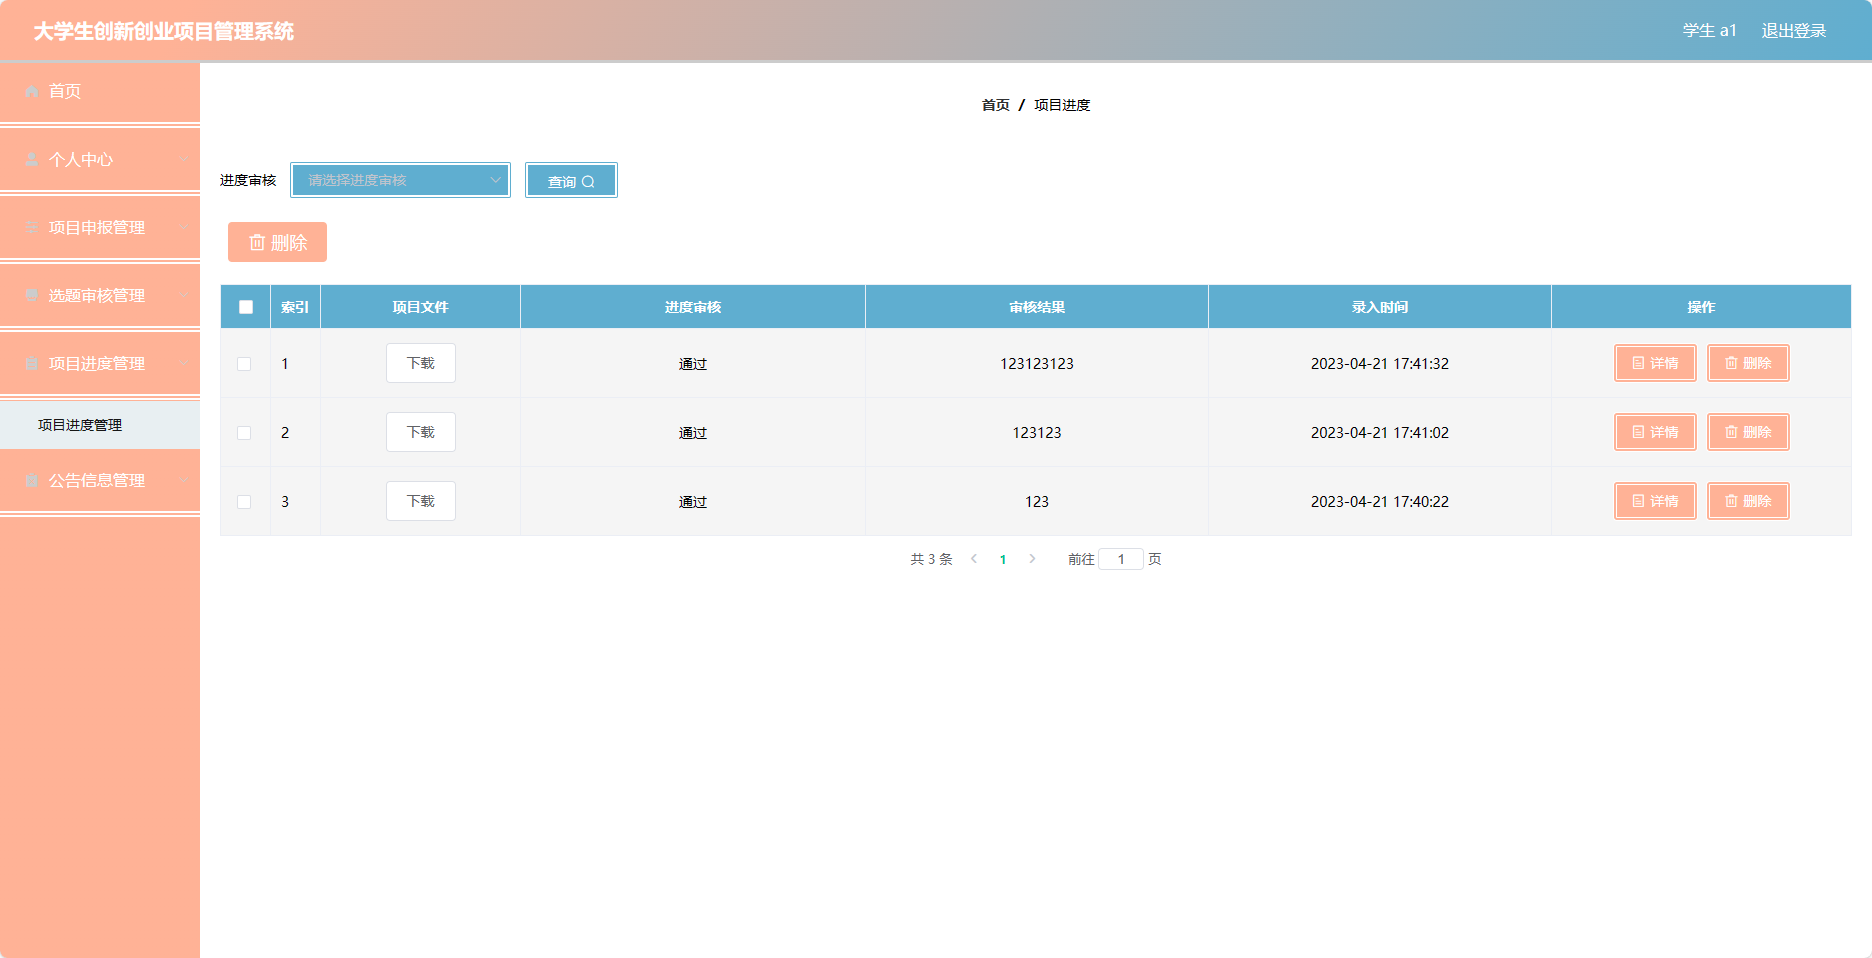 大学生创新创业项目管理系统
学生 a1 退出登录
首页
个人中心
项目申报管理
选题审核管理
项目进度管理
项目进度管理
公告信息管理
首页 / 项目进度
进度审核 请选择进度审核 查询
删除
索引 项目文件 进度审核 审核结果 录入时间 操作
1 下载 通过 123123123 2023-04-21 17:41:32 详情 删除
2 下载 通过 123123 2023-04-21 17:41:02 详情 删除
3 下载 通过 123 2023-04-21 17:40:22 详情 删除
共 3 条 1 前往 1 页